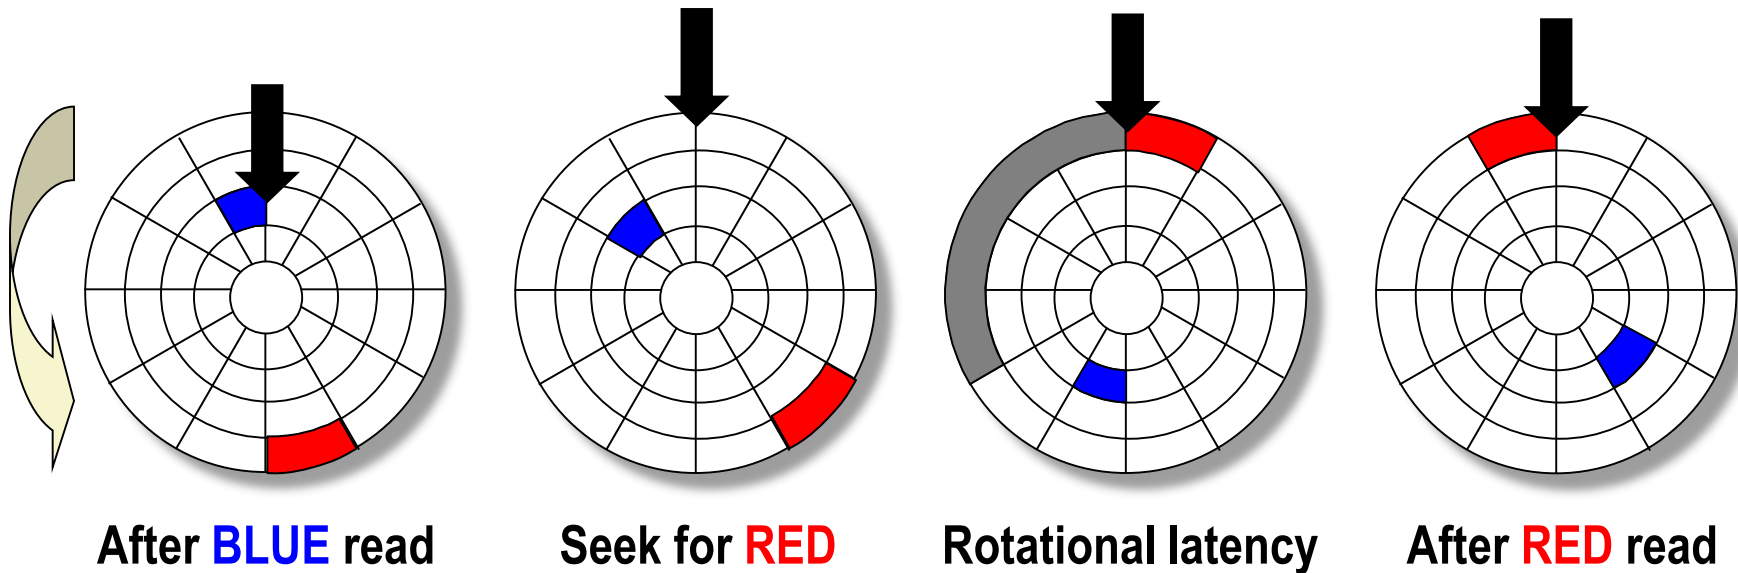 After BLUE read
Seek for RED
Rotational latency
After RED read